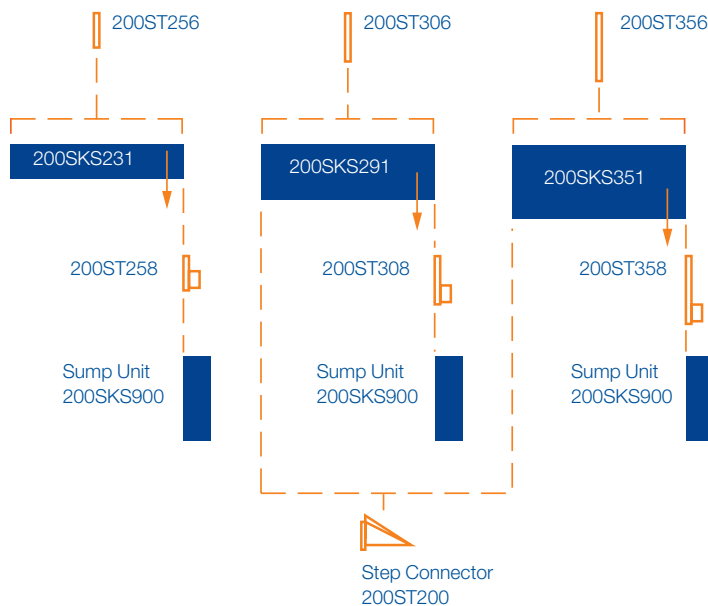 200ST256
200ST306
200ST356
200SKS231
200SKS291
200SKS351
200ST258
200ST308
200ST358
Sump Unit
200SKS900
Sump Unit
200SKS900
Sump Unit
200SKS900
Step Connector
200ST200